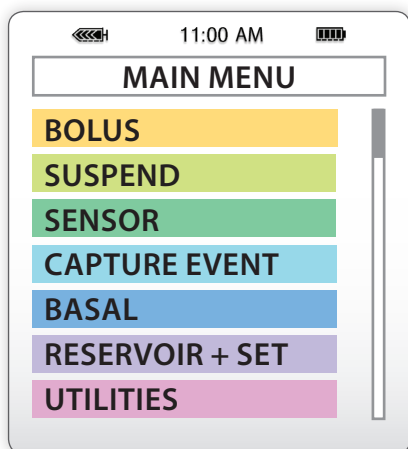 11:00 AM
MAIN MENU
BOLUS
SUSPEND
SENSOR
CAPTURE EVENT
BASAL
RESERVOIR + SET
UTILITIES